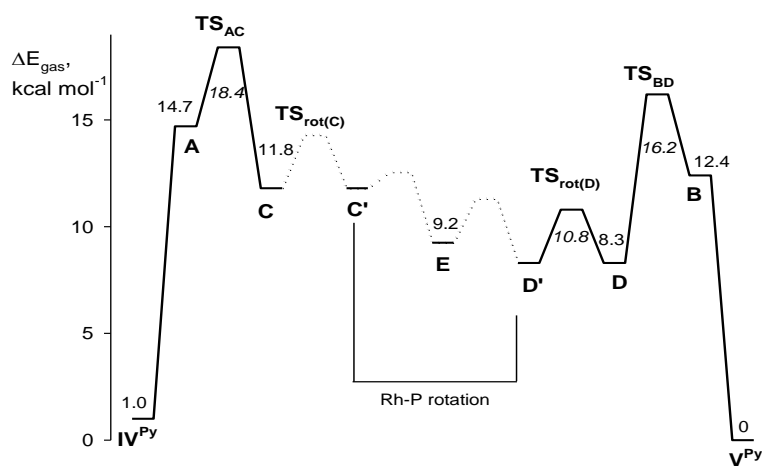 TS_AC
ΔE_gas,
kcal mol⁻¹
TS_BD
14.7
18.4
TS_rot(C)
15
A
11.8
16.2
TS_rot(D)
12.4
C
C'
B
10
9.2
10.8
8.3
E
D'
D
5
Rh-P rotation
1.0
0
0
IV^Py
V^Py